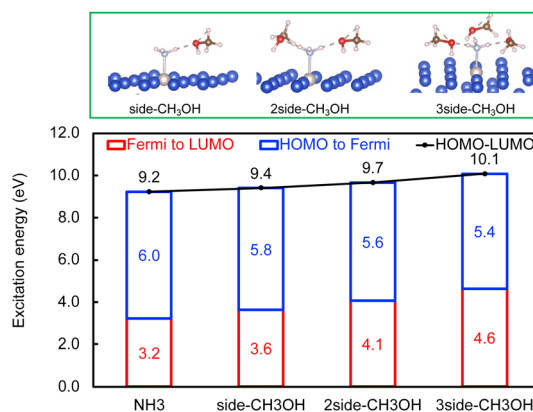 side-CH₃OH 2side-CH₃OH 3side-CH₃OH
12.0
Fermi to LUMO HOMO to Fermi HOMO-LUMO
10.0
9.2 9.4 9.7 10.1
8.0
6.0
6.0 5.8 5.6 5.4
4.0
2.0
3.2 3.6 4.1 4.6
0.0
Excitation energy (eV)
NH3 side-CH3OH 2side-CH3OH 3side-CH3OH